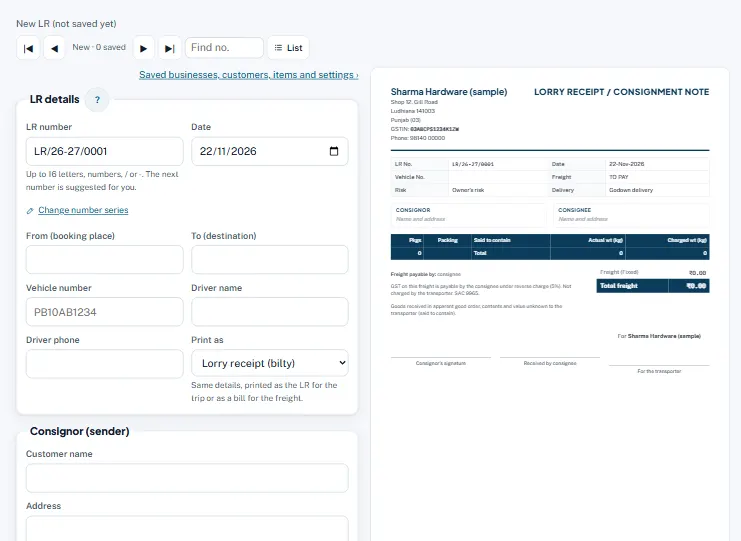 New LR (not saved yet)
New · 0 saved
Find no.
List
Saved businesses, customers, items and settings ›
LR details
?
LR number
Date
LR/26-27/0001
22/11/2026
Up to 16 letters, numbers, / or -. The next
number is suggested for you.
Change number series
From (booking place)
To (destination)
Vehicle number
Driver name
PB10AB1234
Driver phone
Print as
Lorry receipt (bilty)
Same details, printed as the LR for the
trip or as a bill for the freight.
Consignor (sender)
Customer name
Address
Sharma Hardware (sample)
LORRY RECEIPT / CONSIGNMENT NOTE
Shop 12, Gill Road
Ludhiana 141003
Punjab (03)
GSTIN:
Phone: 98140 00000
LR No. LR/26-27/0001 Date 22-Nov-2026
Vehicle No. Freight TO PAY
Risk Owner's risk Delivery Godown delivery
CONSIGNOR
CONSIGNEE
Name and address
Name and address
Pkgs Packing Said to contain Actual wt (kg) Charged wt (kg)
0 Total 0 0
Freight payable by: consignee
GST on this freight is payable by the consignee under reverse charge (5%). Not
charged by the transporter. SAC 9965.
Goods received in apparent good order, contents and value unknown to the
transporter (said to contain).
Freight (Fixed) ₹0.00
Total freight ₹0.00
For Sharma Hardware (sample)
Consignor's signature
Received by consignee
For the transporter